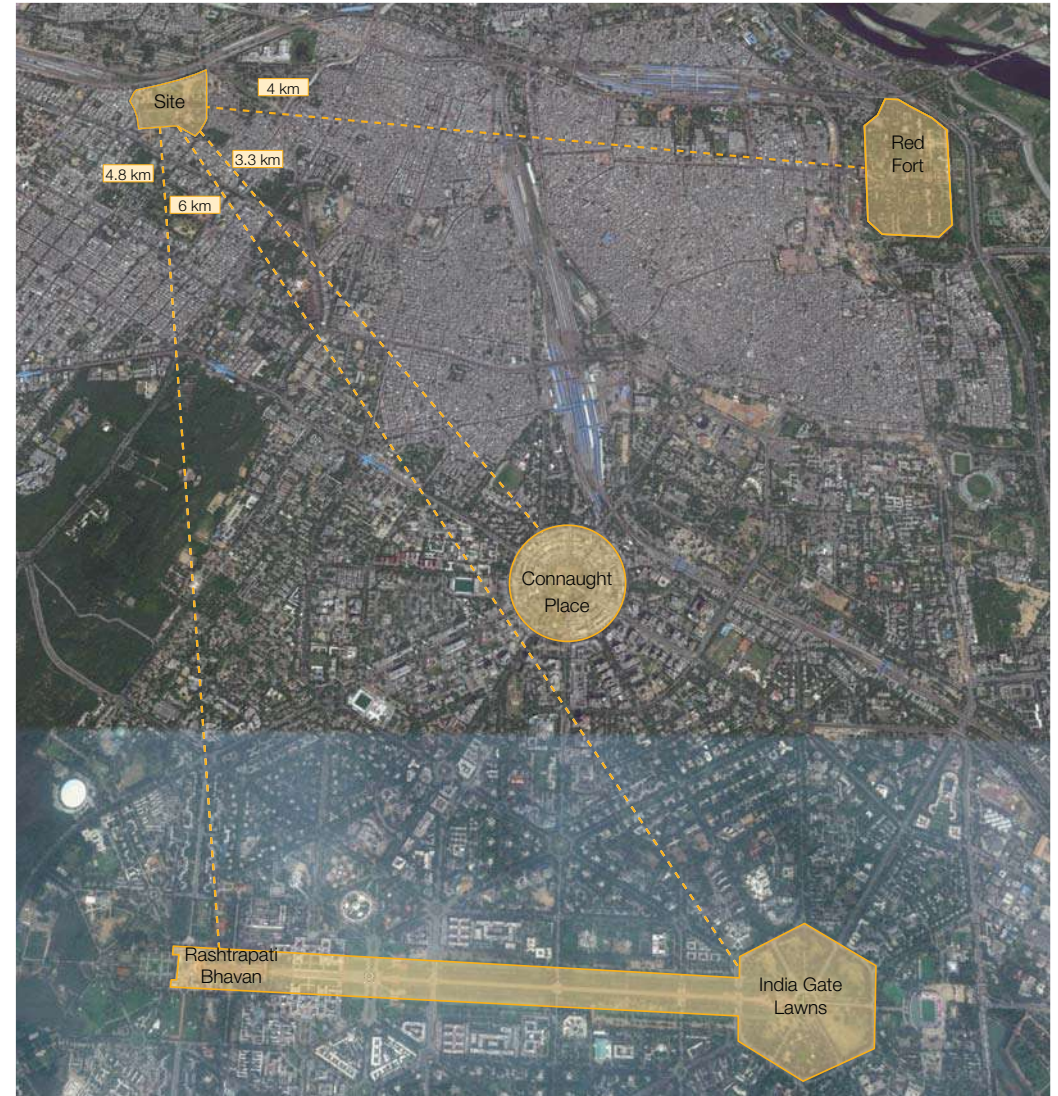 Site
4 km
Red
Fort
3.3 km
4.8 km
6 km
Connaught
Place
Rashtrapati
Bhavan
India Gate
Lawns